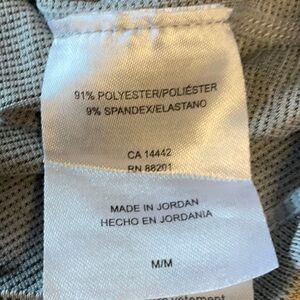 91% POLYESTER/POLIÉSTER
9% SPANDEX/ELASTANO
CA 14442
RN 88201
MADE IN JORDAN
HECHO EN JORDANIA
M/M